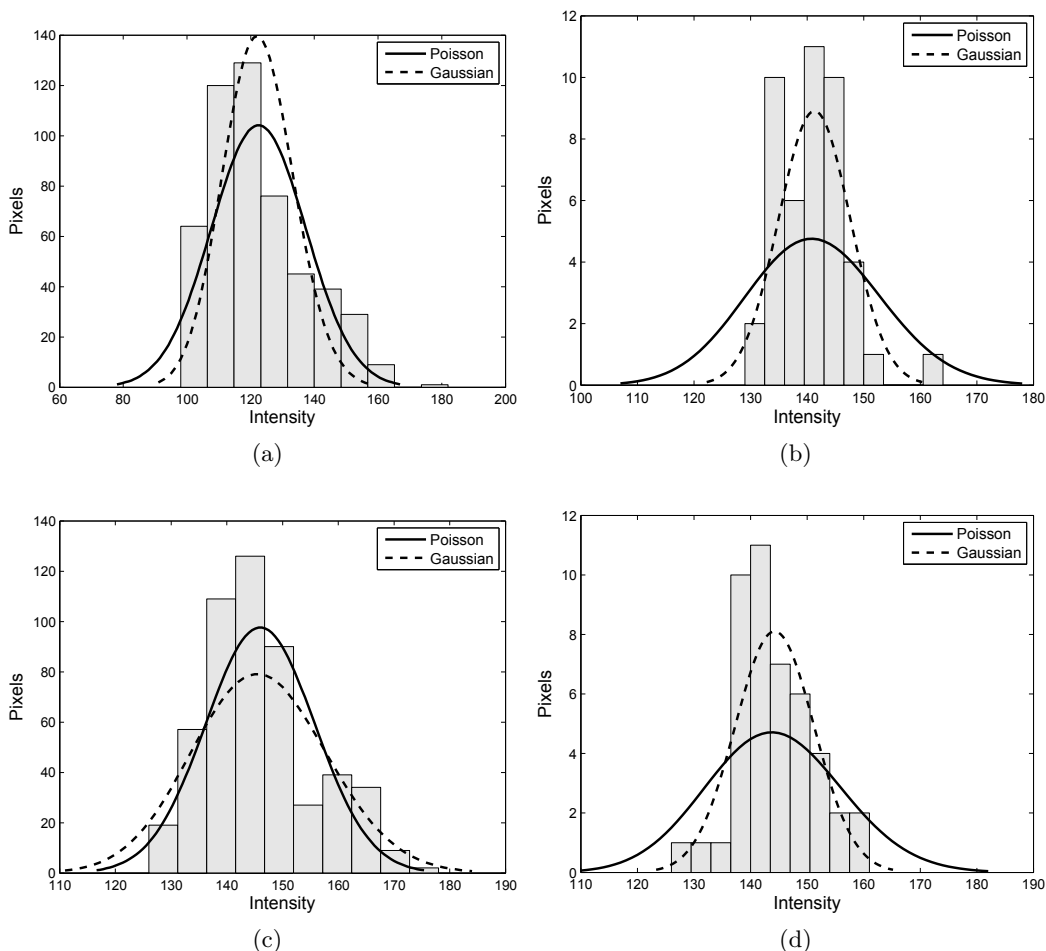 140
120
100
80
60
40
20
0
Pixels
60 80 100 120 140 160 180 200
Intensity
Poisson
Gaussian
(a)
12
10
8
6
4
2
0
Pixels
100 110 120 130 140 150 160 170 180
Intensity
Poisson
Gaussian
(b)
140
120
100
80
60
40
20
0
Pixels
110 120 130 140 150 160 170 180 190
Intensity
Poisson
Gaussian
(c)
12
10
8
6
4
2
0
Pixels
100 110 120 130 140 150 160 170 180 190
Intensity
Poisson
Gaussian
(d)